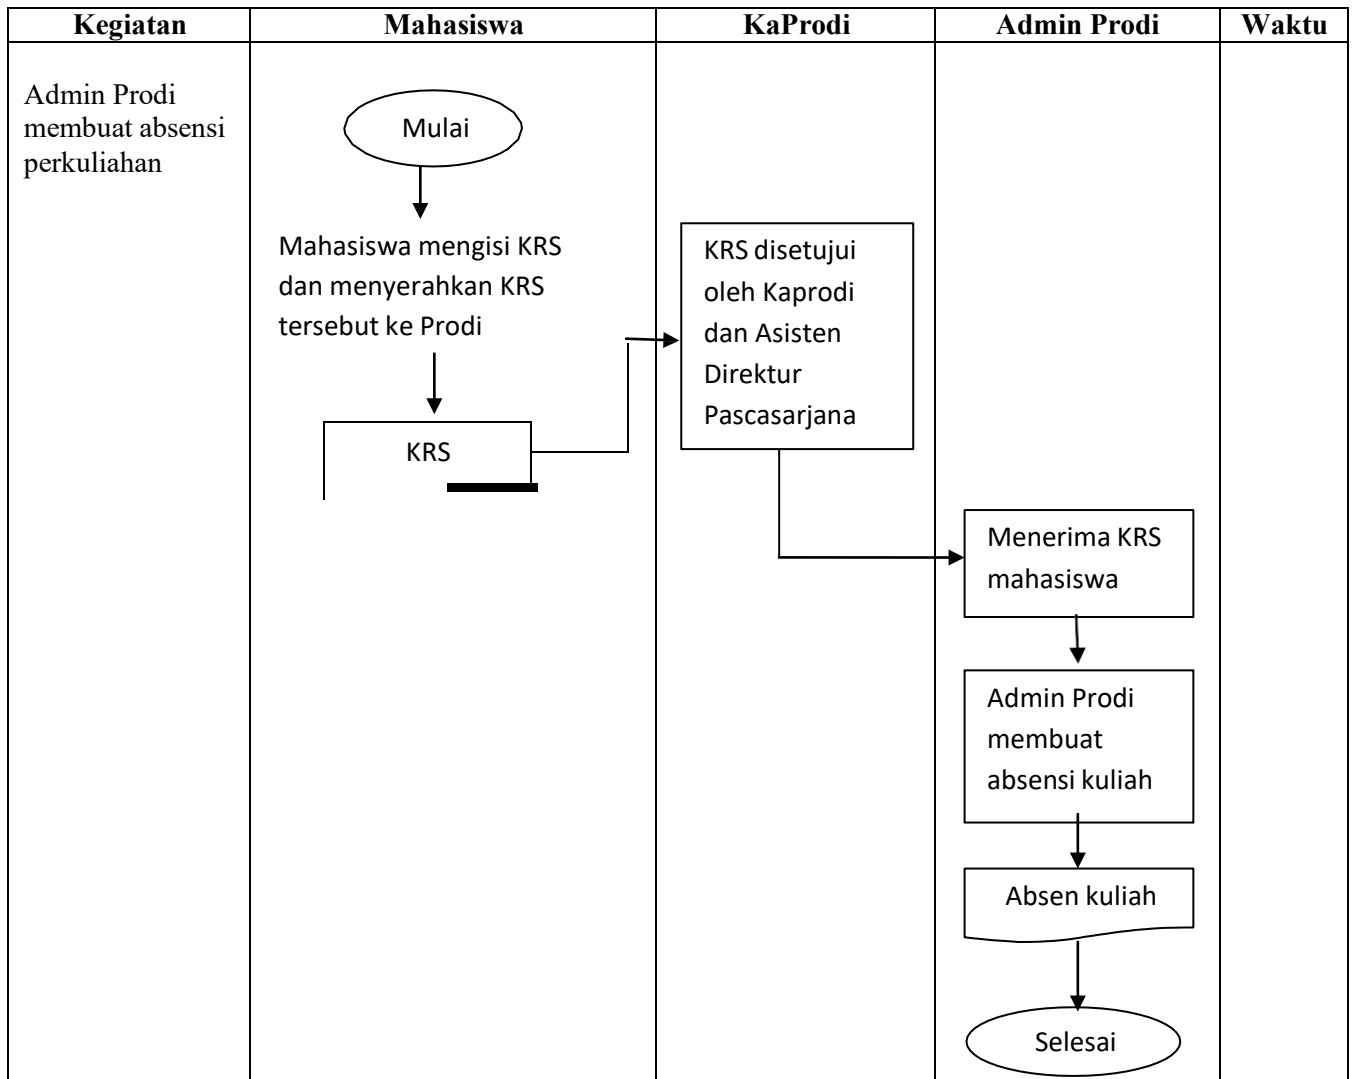 Kegiatan
Mahasiswa
KaProdi
Admin Prodi
Waktu
Admin Prodi
membuat absensi
perkuliahan
Mulai
Mahasiswa mengisi KRS
dan menyerahkan KRS
tersebut ke Prodi
KRS
KRS disetujui
oleh Kaprodi
dan Asisten
Direktur
Pascasarjana
Menerima KRS
mahasiswa
Admin Prodi
membuat
absensi kuliah
Absen kuliah
Selesai